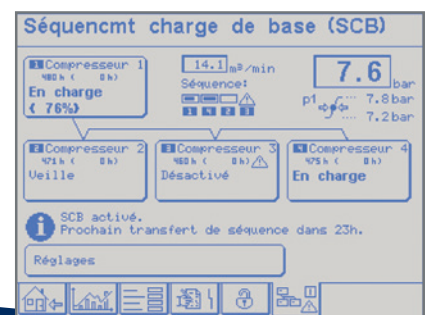 Séquencmt charge de base (SCB)
1 Compresseur 1
480 h ( 0 h)
En charge
( 76%)
14.1 m³/min
Séquence:
1 4 2 3
7.6 bar
p1 7.8 bar
7.2 bar
2 Compresseur 2
471 h ( 0 h)
Veille
3 Compresseur 3
460 h ( 0 h)
Désactivé
4 Compresseur 4
475 h ( 0 h)
En charge
SCB activé.
Prochain transfert de séquence dans 23h.
Réglages